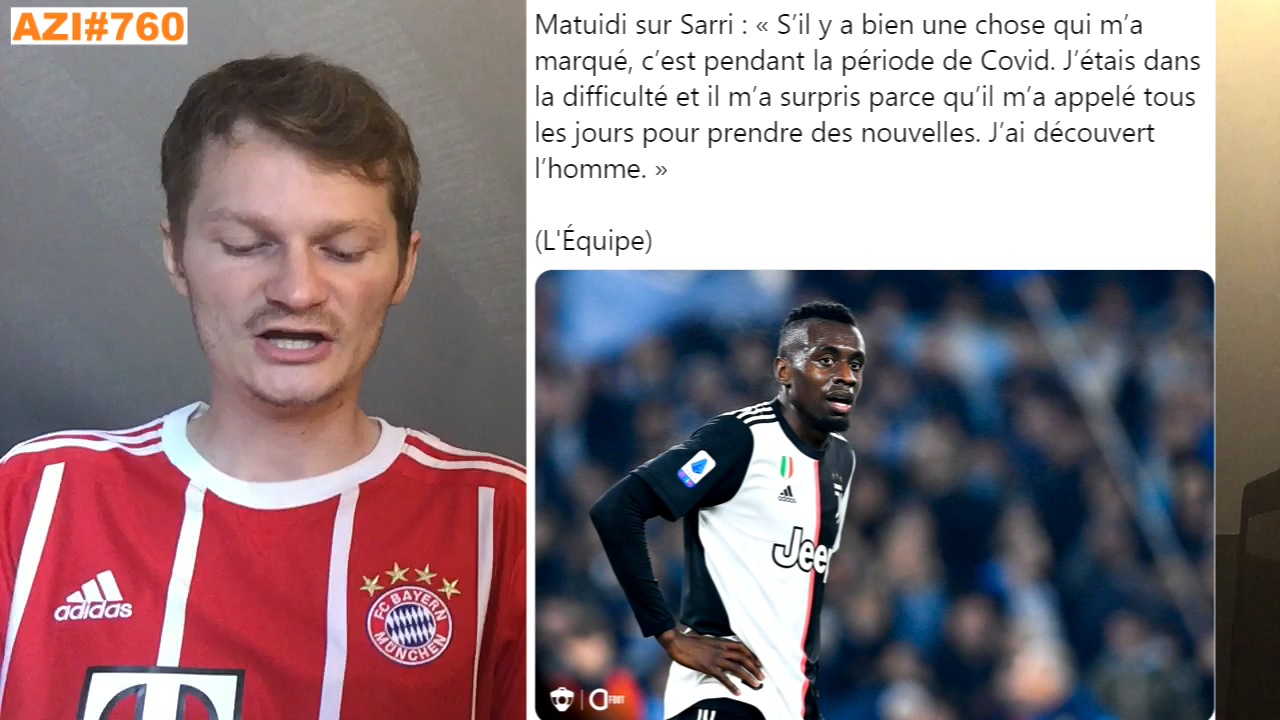 AZI#760
Matuidi sur Sarri : « S’il y a bien une chose qui m’a
marqué, c’est pendant la période de Covid. J’étais dans
la difficulté et il m’a surpris parce qu’il m’a appelé tous
les jours pour prendre des nouvelles. J’ai découvert
l’homme. »
(L'Équipe)
adidas
FC BAYERN
MÜNCHEN
T
Jeep
FOOT